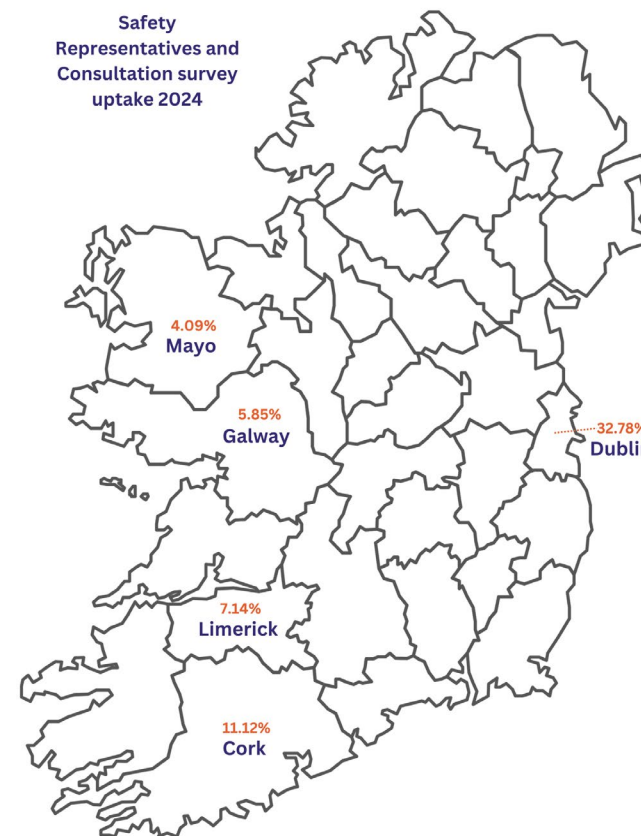 Safety
Representatives and
Consultation survey
uptake 2024
4.09%
Mayo
5.85%
Galway
32.78%
7.14%
Limerick
11.12%
Cork